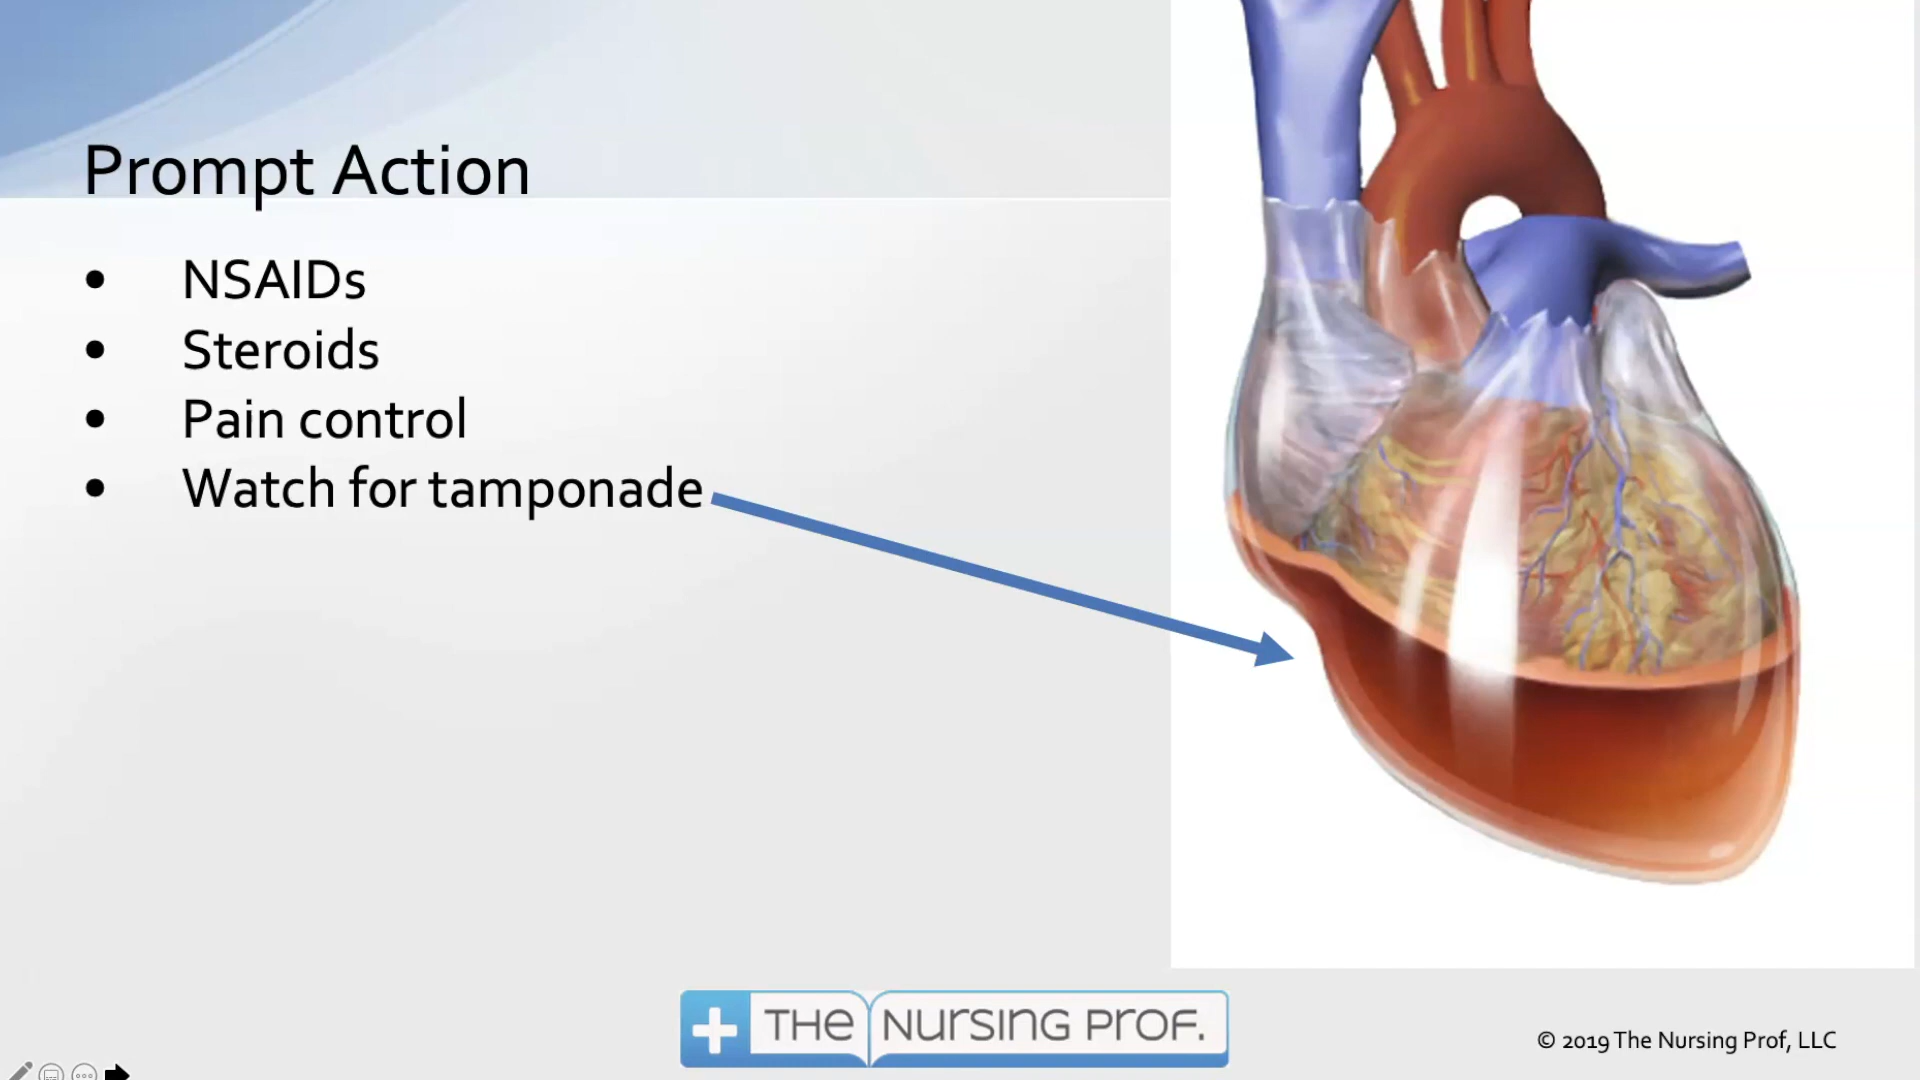 Prompt Action
• NSAIDs
• Steroids
• Pain control
• Watch for tamponade
THE NURSING PROF.
© 2019 The Nursing Prof, LLC